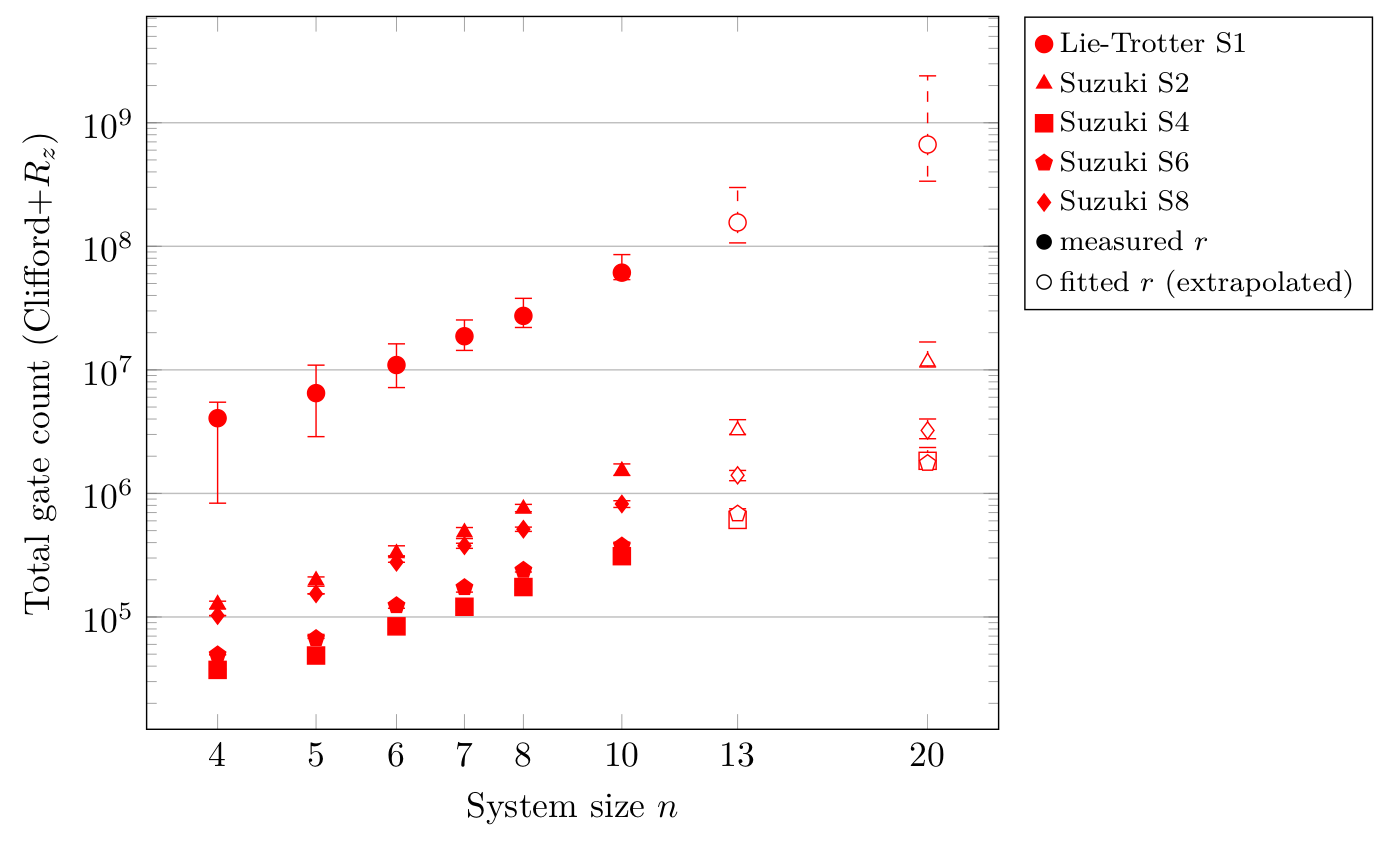 Total gate count (Clifford+R_z)
10^9
10^8
10^7
10^6
10^5
4 5 6 7 8 10 13 20
System size n
Lie-Trotter S1
Suzuki S2
Suzuki S4
Suzuki S6
Suzuki S8
measured r
fitted r (extrapolated)